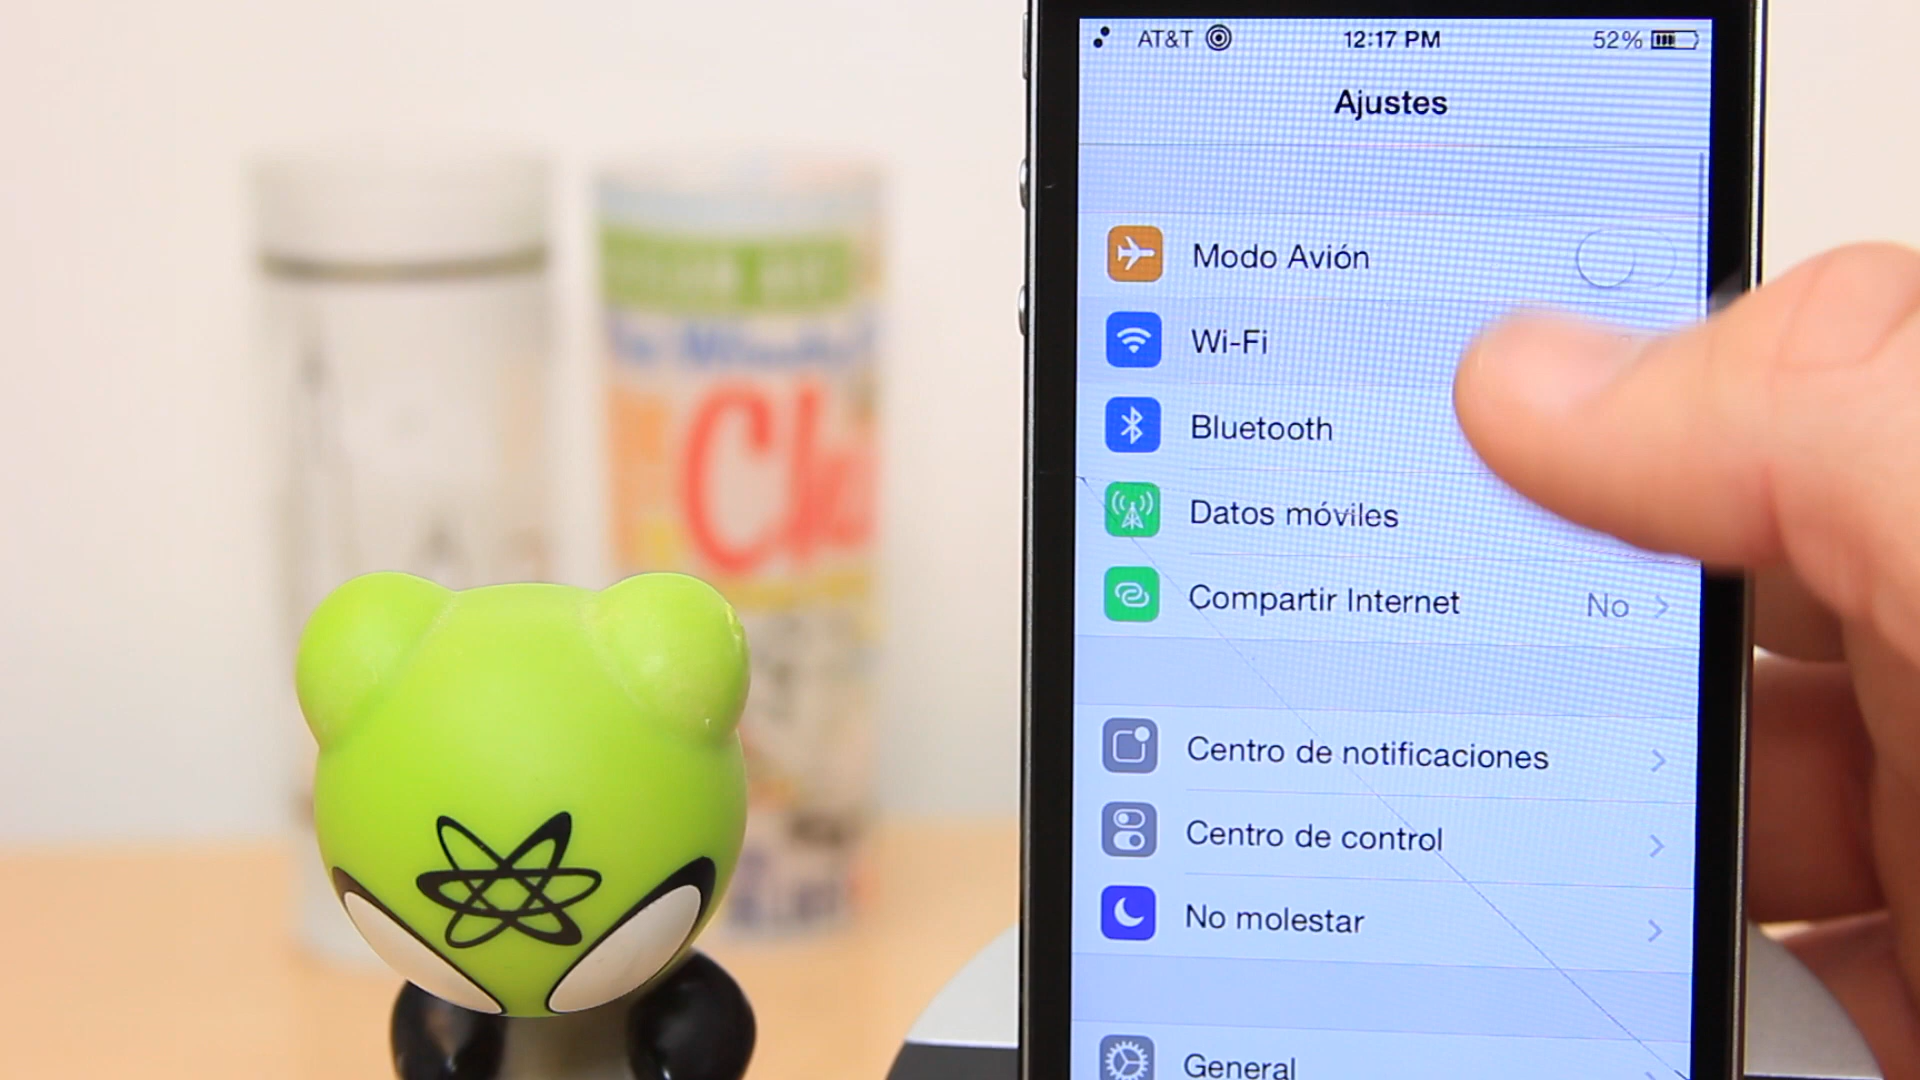 AT&T 12:17 PM 52%
Ajustes
Modo Avión
Wi-Fi
Bluetooth
Datos móviles
Compartir Internet No
Centro de notificaciones
Centro de control
No molestar
General